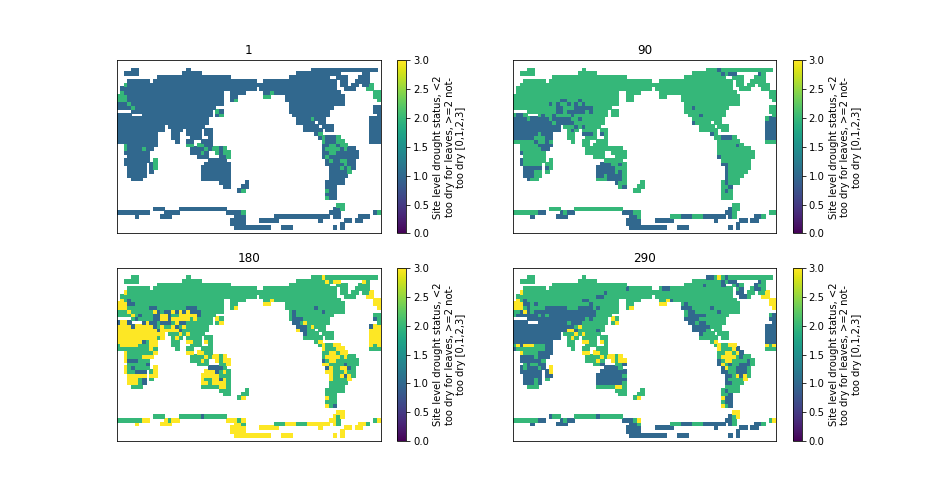 1
3.0
2.5
2.0
1.5
1.0
0.5
0.0
Site level drought status, <2
too dry for leaves, >=2 not-
too dry [0,1,2,3]
90
3.0
2.5
2.0
1.5
1.0
0.5
0.0
Site level drought status, <2
too dry for leaves, >=2 not-
too dry [0,1,2,3]
180
3.0
2.5
2.0
1.5
1.0
0.5
0.0
Site level drought status, <2
too dry for leaves, >=2 not-
too dry [0,1,2,3]
290
3.0
2.5
2.0
1.5
1.0
0.5
0.0
Site level drought status, <2
too dry for leaves, >=2 not-
too dry [0,1,2,3]